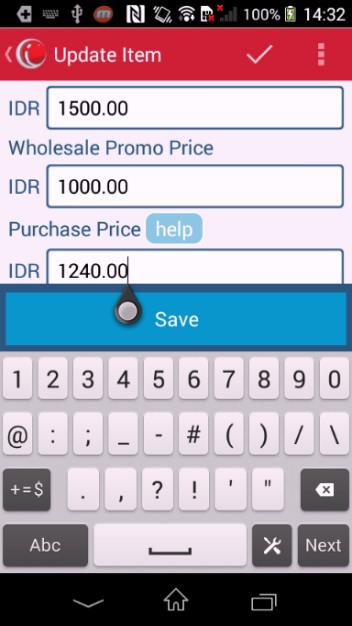 100% 14:32
Update Item
IDR 1500.00
Wholesale Promo Price
IDR 1000.00
Purchase Price help
IDR 1240.00
Save
1 2 3 4 5 6 7 8 9 0
@ : ; _ - # ( ) / \
+=$ . , ? ! ' "
Abc Next